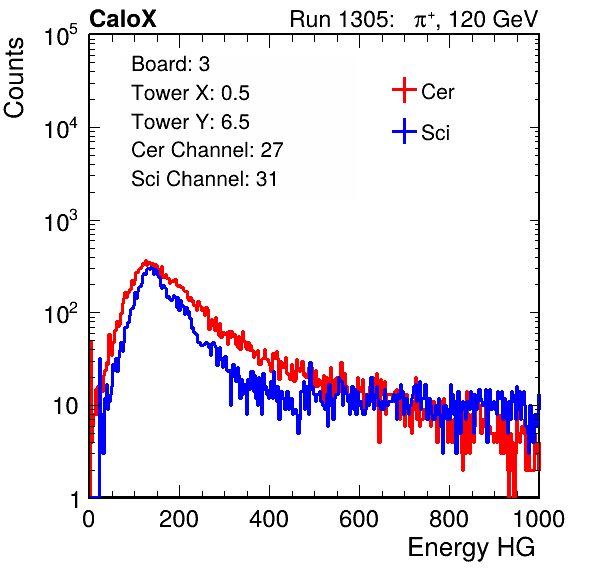 CaloX Run 1305: π⁺, 120 GeV
Counts
10⁵
10⁴
10³
10²
10
1
Board: 3
Tower X: 0.5
Tower Y: 6.5
Cer Channel: 27
Sci Channel: 31
Cer
Sci
0 200 400 600 800 1000
Energy HG